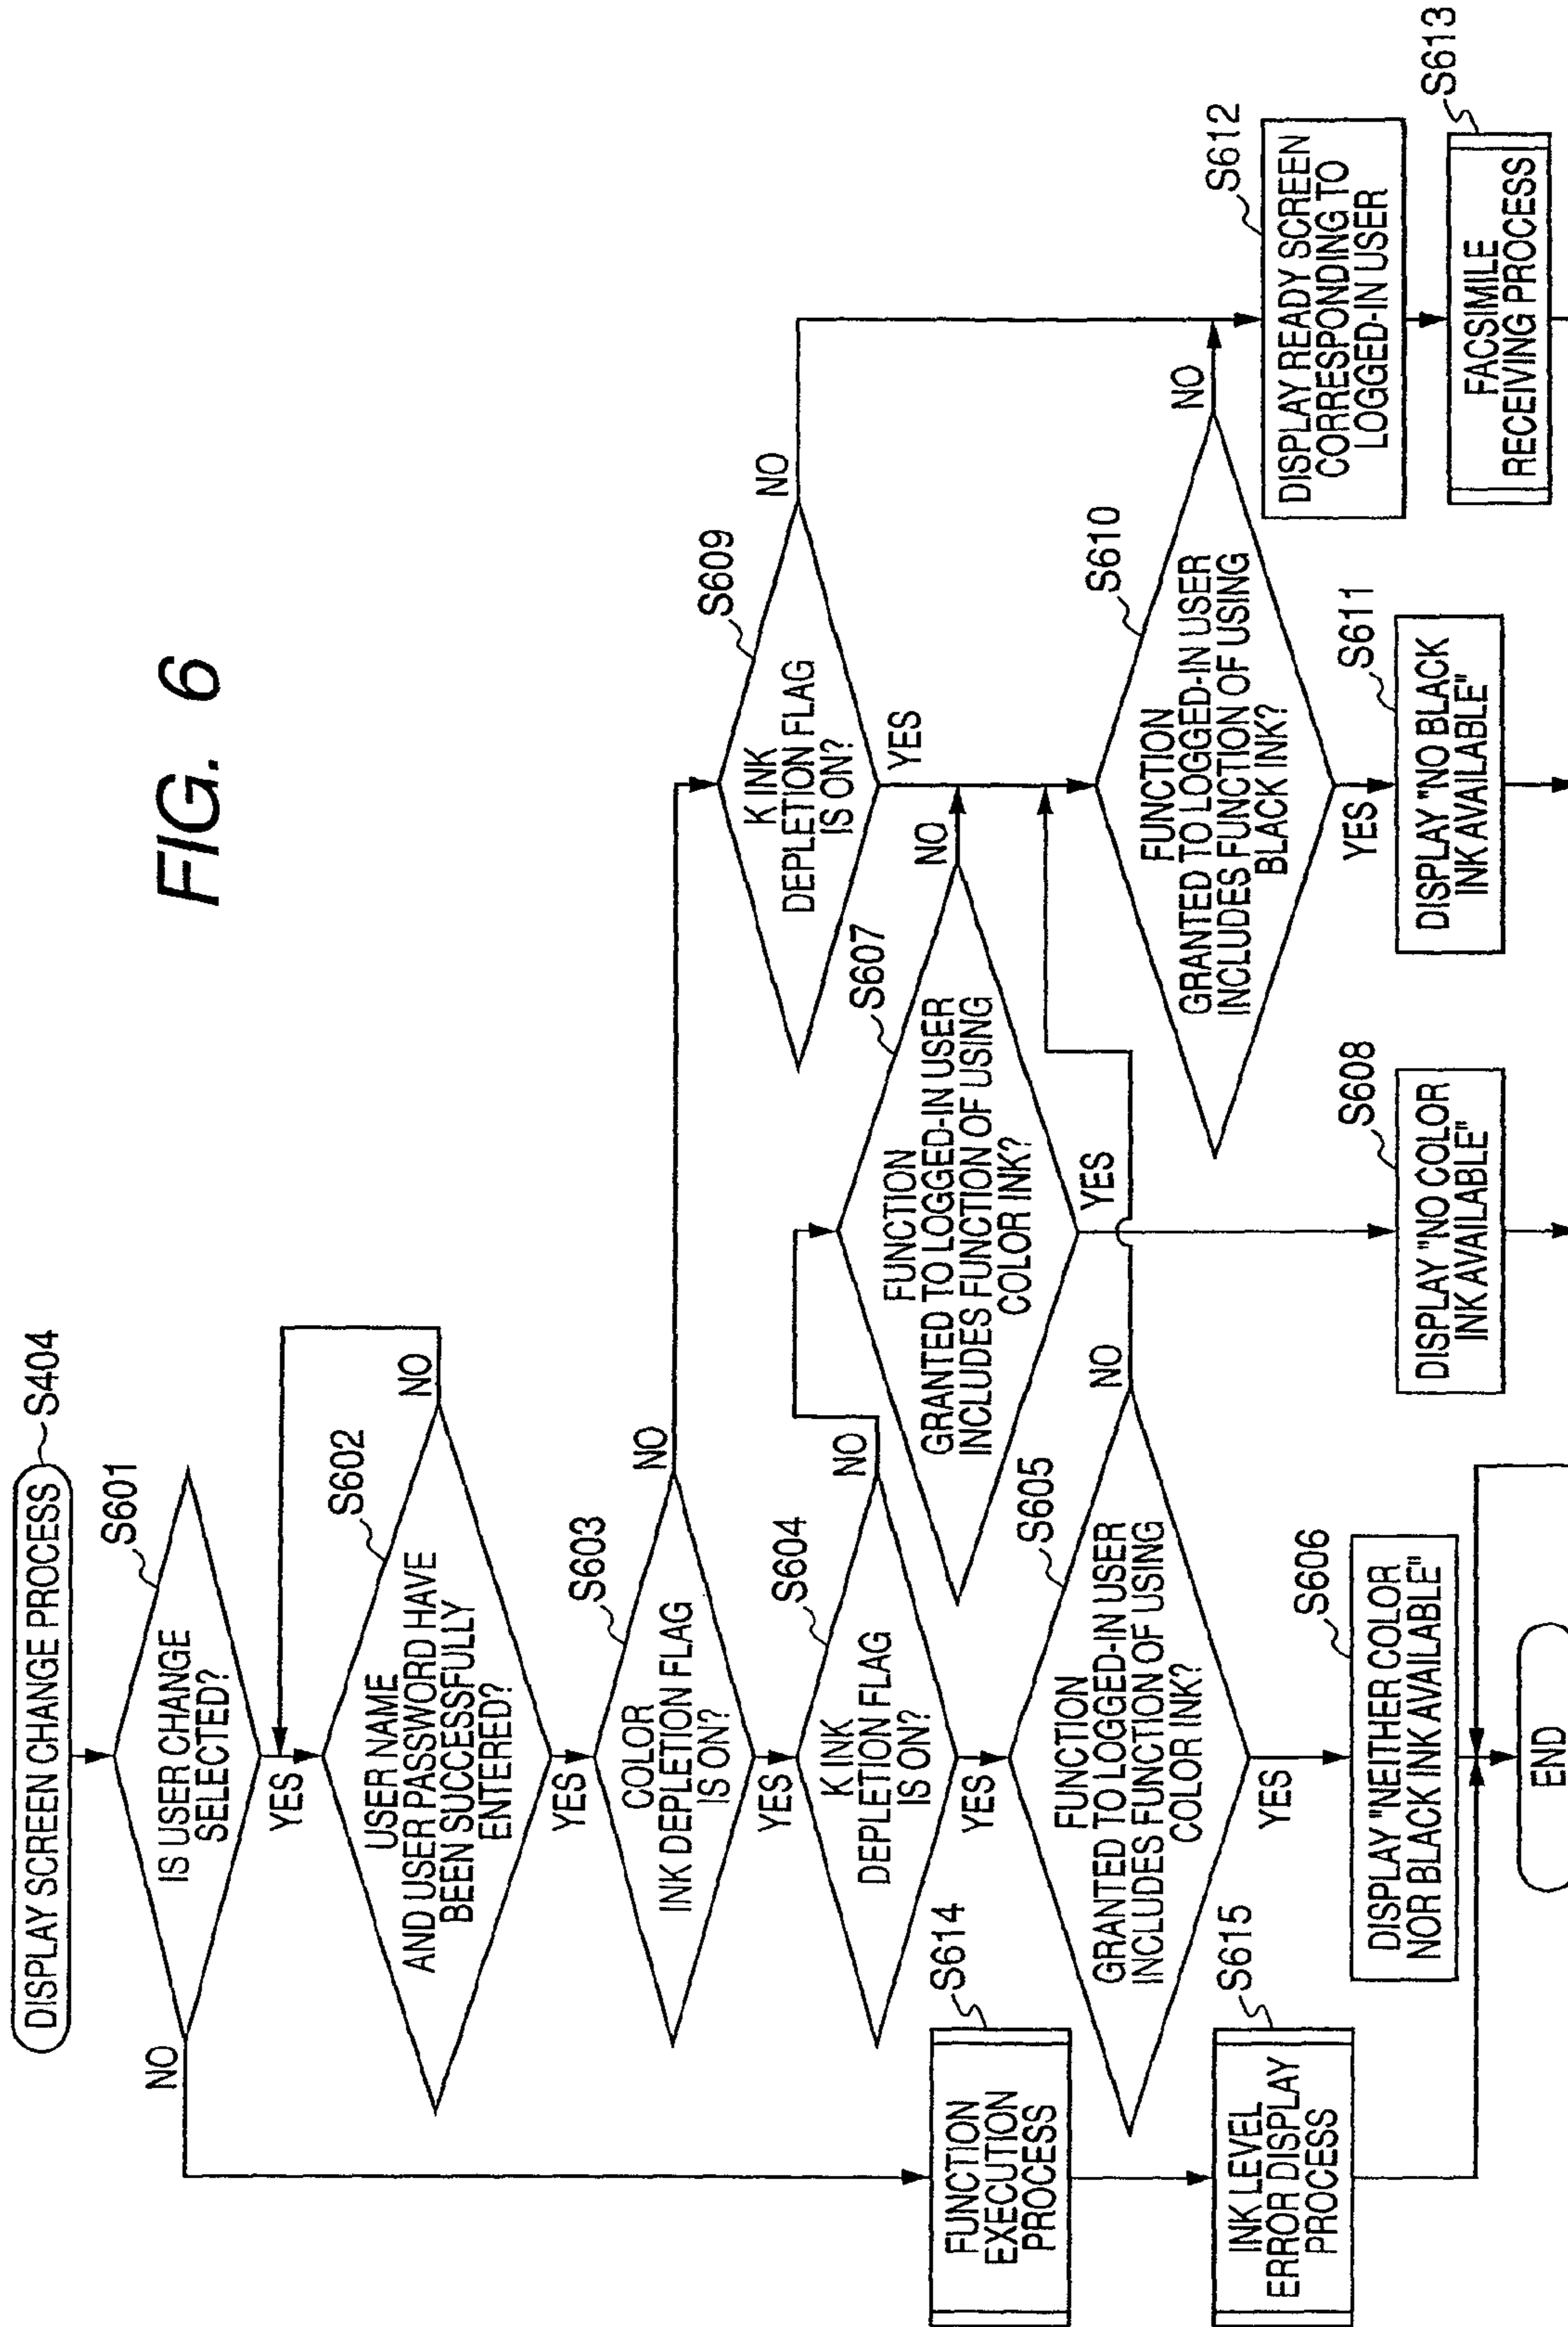 FIG. 6
DISPLAY SCREEN CHANGE PROCESS
S404
S601
IS USER CHANGE
SELECTED?
NO
YES
S602
USER NAME
AND USER PASSWORD HAVE
BEEN SUCCESSFULLY
ENTERED?
NO
YES
S603
COLOR
INK DEPLETION FLAG
IS ON?
NO
YES
S604
K INK
DEPLETION FLAG
IS ON?
NO
YES
S605
FUNCTION
GRANTED TO LOGGED-IN USER
INCLUDES FUNCTION OF USING
COLOR INK?
NO
YES
S606
DISPLAY "NEITHER COLOR
NOR BLACK INK AVAILABLE"
S607
FUNCTION
GRANTED TO LOGGED-IN USER
INCLUDES FUNCTION OF USING
COLOR INK?
NO
YES
S608
DISPLAY "NO COLOR
INK AVAILABLE"
S609
K INK
DEPLETION FLAG
IS ON?
NO
YES
S610
FUNCTION
GRANTED TO LOGGED-IN USER
INCLUDES FUNCTION OF USING
BLACK INK?
NO
YES
S611
DISPLAY "NO BLACK
INK AVAILABLE"
S612
DISPLAY READY SCREEN
CORRESPONDING TO
LOGGED-IN USER
S613
FACSIMILE
RECEIVING PROCESS
S614
FUNCTION
EXECUTION
PROCESS
S615
INK LEVEL
ERROR DISPLAY
PROCESS
END